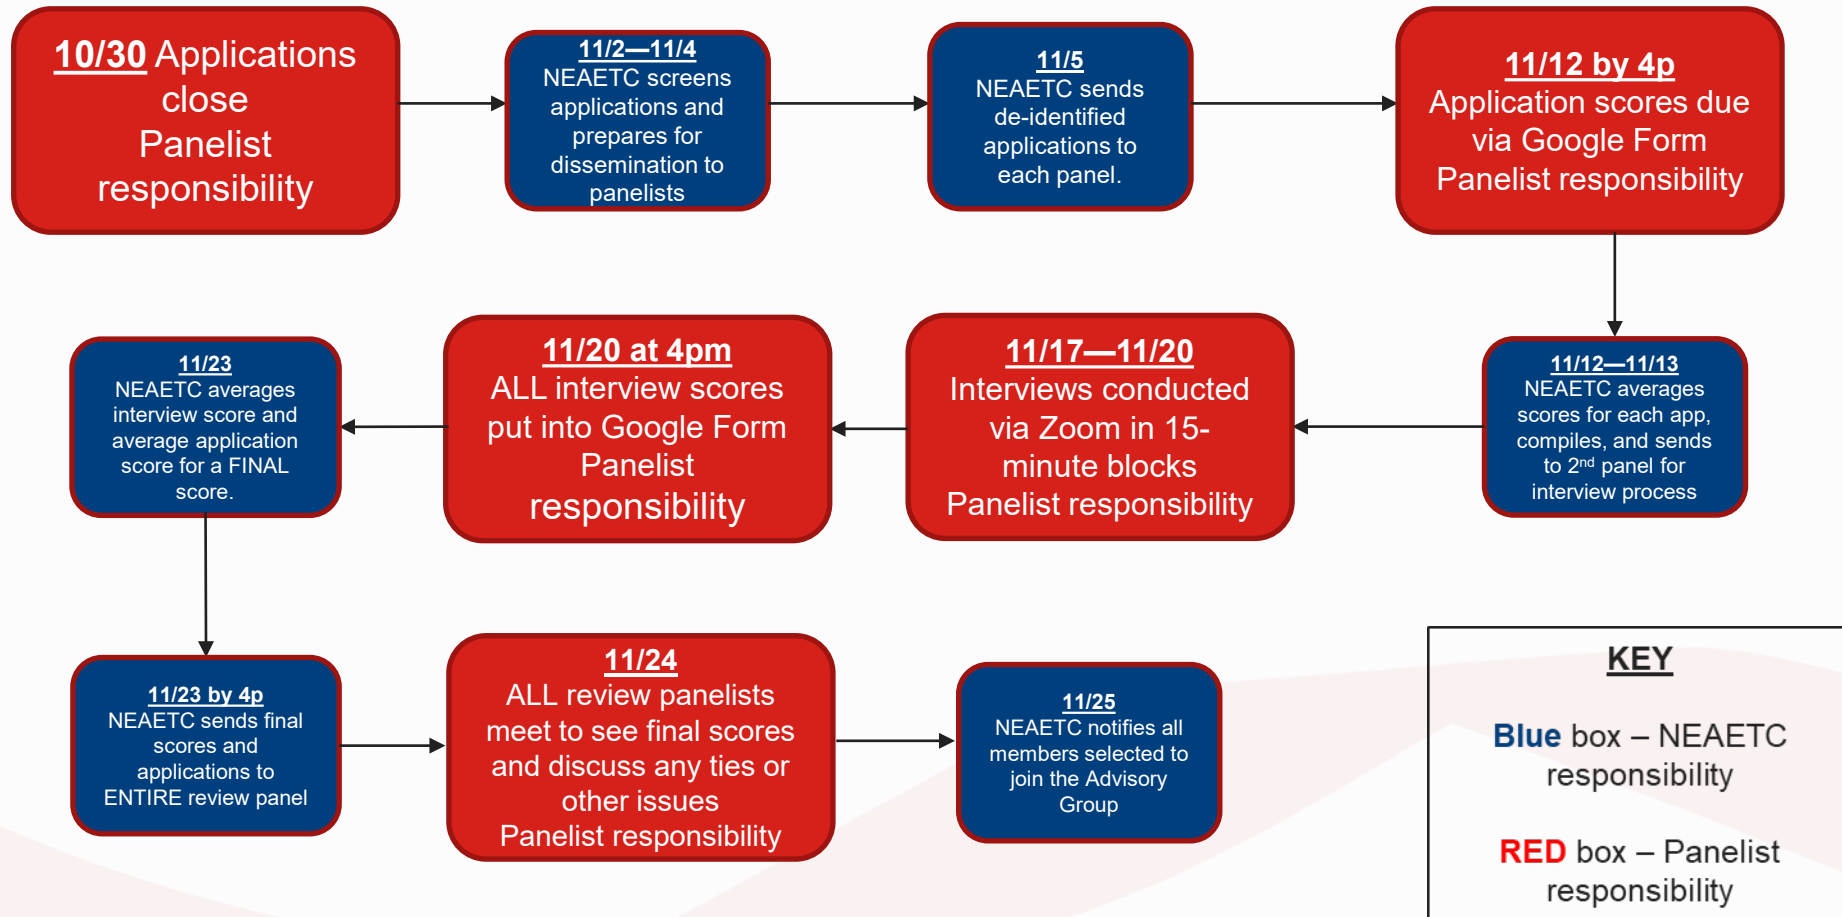 10/30 Applications
close
Panelist
responsibility
11/2—11/4
NEAETC screens
applications and
prepares for
dissemination to
panelists
11/5
NEAETC sends
de-identified
applications to
each panel.
11/12 by 4p
Application scores due
via Google Form
Panelist responsibility
11/12—11/13
NEAETC averages
scores for each app,
compiles, and sends
to 2nd panel for
interview process
11/17—11/20
Interviews conducted
via Zoom in 15-
minute blocks
Panelist responsibility
11/20 at 4pm
ALL interview scores
put into Google Form
Panelist
responsibility
11/23
NEAETC averages
interview score and
average application
score for a FINAL
score.
11/23 by 4p
NEAETC sends final
scores and
applications to
ENTIRE review panel
11/24
ALL review panelists
meet to see final scores
and discuss any ties or
other issues
Panelist responsibility
11/25
NEAETC notifies all
members selected to
join the Advisory
Group
KEY
Blue box – NEAETC
responsibility
RED box – Panelist
responsibility